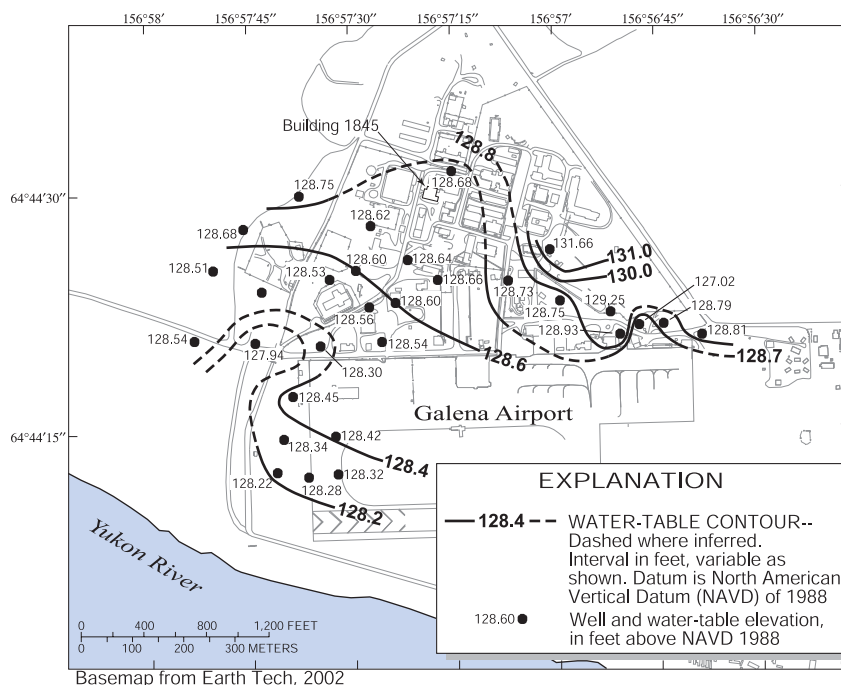 156°58' 156°57'45" 156°57'30" 156°57'15" 156°57' 156°56'45" 156°56'30"
Building 1845
128.8
128.68
128.75
64°44'30"
128.62
128.68
131.66
131.0
128.60
128.64
130.0
128.51
128.53
128.66
128.73
127.02
129.25
128.60
128.75
128.79
128.56
128.93
128.81
128.54
127.94
128.54
128.30
128.6
128.7
128.45
Galena Airport
64°44'15"
128.42
128.34
128.4
128.22
128.32
128.28
128.2
Yukon River
EXPLANATION
128.4
WATER-TABLE CONTOUR--
Dashed where inferred.
Interval in feet, variable as
shown. Datum is North American
Vertical Datum (NAVD) of 1988
128.60
Well and water-table elevation,
in feet above NAVD 1988
0 400 800 1,200 FEET
0 100 200 300 METERS
Basemap from Earth Tech, 2002